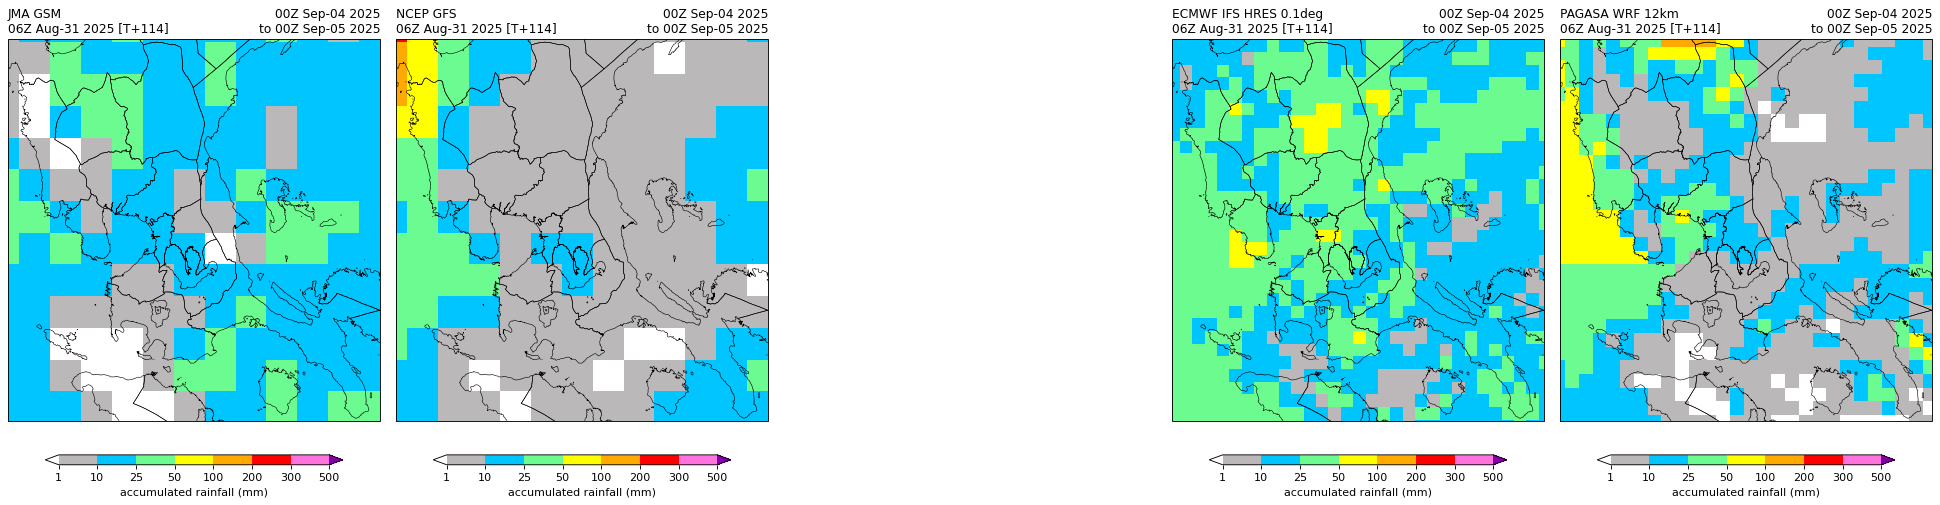 JMA GSM 00Z Sep-04 2025
06Z Aug-31 2025 [T+114] to 00Z Sep-05 2025
1 10 25 50 100 200 300 500
accumulated rainfall (mm)
NCEP GFS 00Z Sep-04 2025
06Z Aug-31 2025 [T+114] to 00Z Sep-05 2025
1 10 25 50 100 200 300 500
accumulated rainfall (mm)
ECMWF IFS HRES 0.1deg 00Z Sep-04 2025
06Z Aug-31 2025 [T+114] to 00Z Sep-05 2025
1 10 25 50 100 200 300 500
accumulated rainfall (mm)
PAGASA WRF 12km 00Z Sep-04 2025
06Z Aug-31 2025 [T+114] to 00Z Sep-05 2025
1 10 25 50 100 200 300 500
accumulated rainfall (mm)